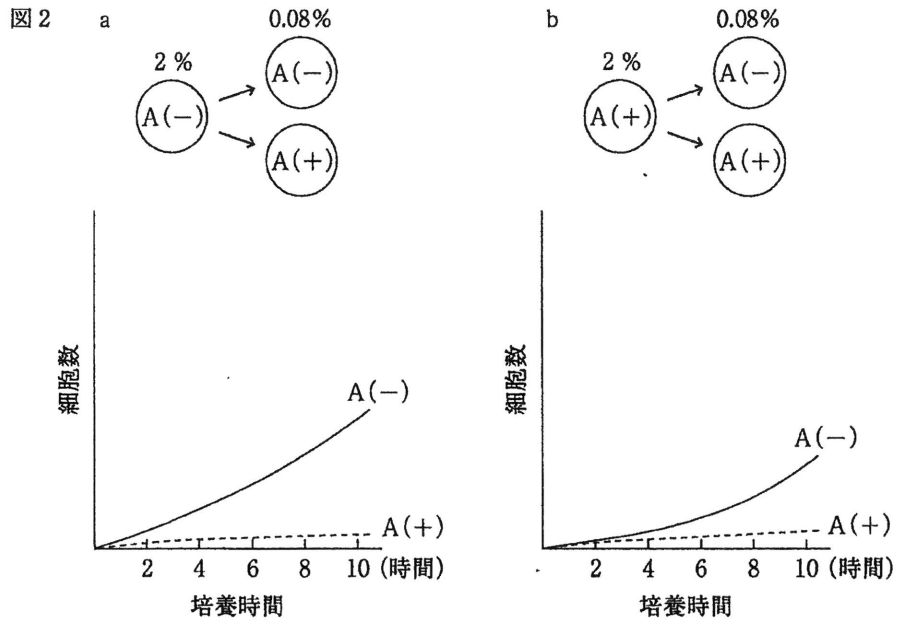 図2 a b
0.08% 0.08%
2% 2%
A(−) A(−)
A(−) A(+)
A(+) A(+)
細胞数 細胞数
A(−) A(−)
A(+) A(+)
2 4 6 8 10 (時間) 2 4 6 8 10 (時間)
培養時間 培養時間